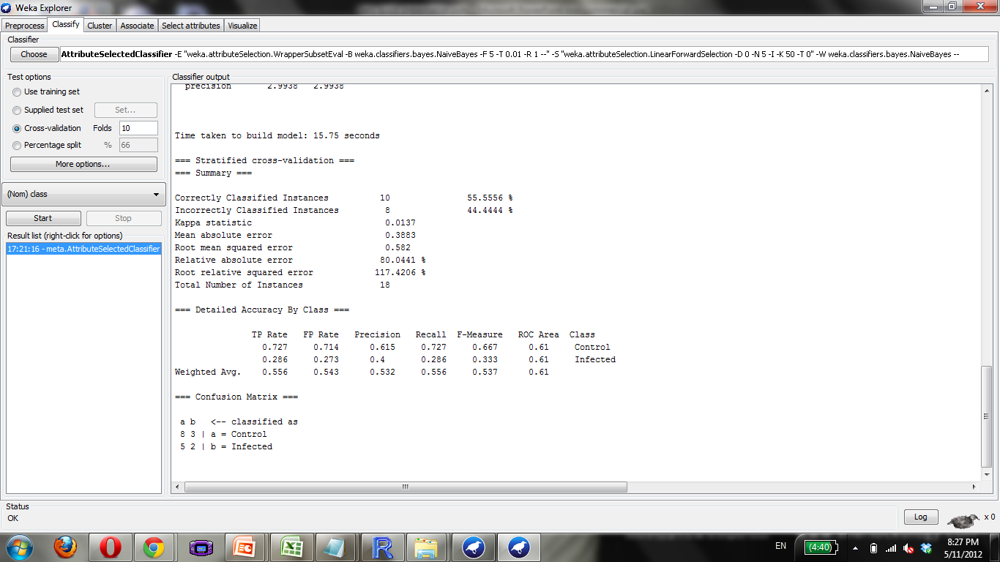 Weka Explorer
Preprocess Classify Cluster Associate Select attributes Visualize
Classifier
Choose AttributeSelectedClassifier -E "weka.attributeSelection.WrapperSubsetEval -B weka.classifiers.bayes.NaiveBayes -F 5 -T 0.01 -R 1 --" -S "weka.attributeSelection.LinearForwardSelection -D 0 -N 5 -I -K 50 -T 0" -W weka.classifiers.bayes.NaiveBayes --
Test options
Use training set
Supplied test set Set...
Cross-validation Folds 10
Percentage split % 66
More options...
(Nom) class
Start Stop
Result list (right-click for options)
17:21:16 - meta.AttributeSelectedClassifier
Classifier output
precision 2.9938 2.9938
Time taken to build model: 15.75 seconds
=== Stratified cross-validation ===
=== Summary ===
Correctly Classified Instances 10 55.5556 %
Incorrectly Classified Instances 8 44.4444 %
Kappa statistic 0.0137
Mean absolute error 0.3883
Root mean squared error 0.582
Relative absolute error 80.0441 %
Root relative squared error 117.4206 %
Total Number of Instances 18
=== Detailed Accuracy By Class ===
TP Rate FP Rate Precision Recall F-Measure ROC Area Class
0.727 0.714 0.615 0.727 0.667 0.61 Control
0.286 0.273 0.4 0.286 0.333 0.61 Infected
Weighted Avg. 0.556 0.543 0.532 0.556 0.537 0.61
=== Confusion Matrix ===
a b <-- classified as
8 3 | a = Control
5 2 | b = Infected
Status
OK
Log x 0
EN (4:40) 8:27 PM
5/11/2012